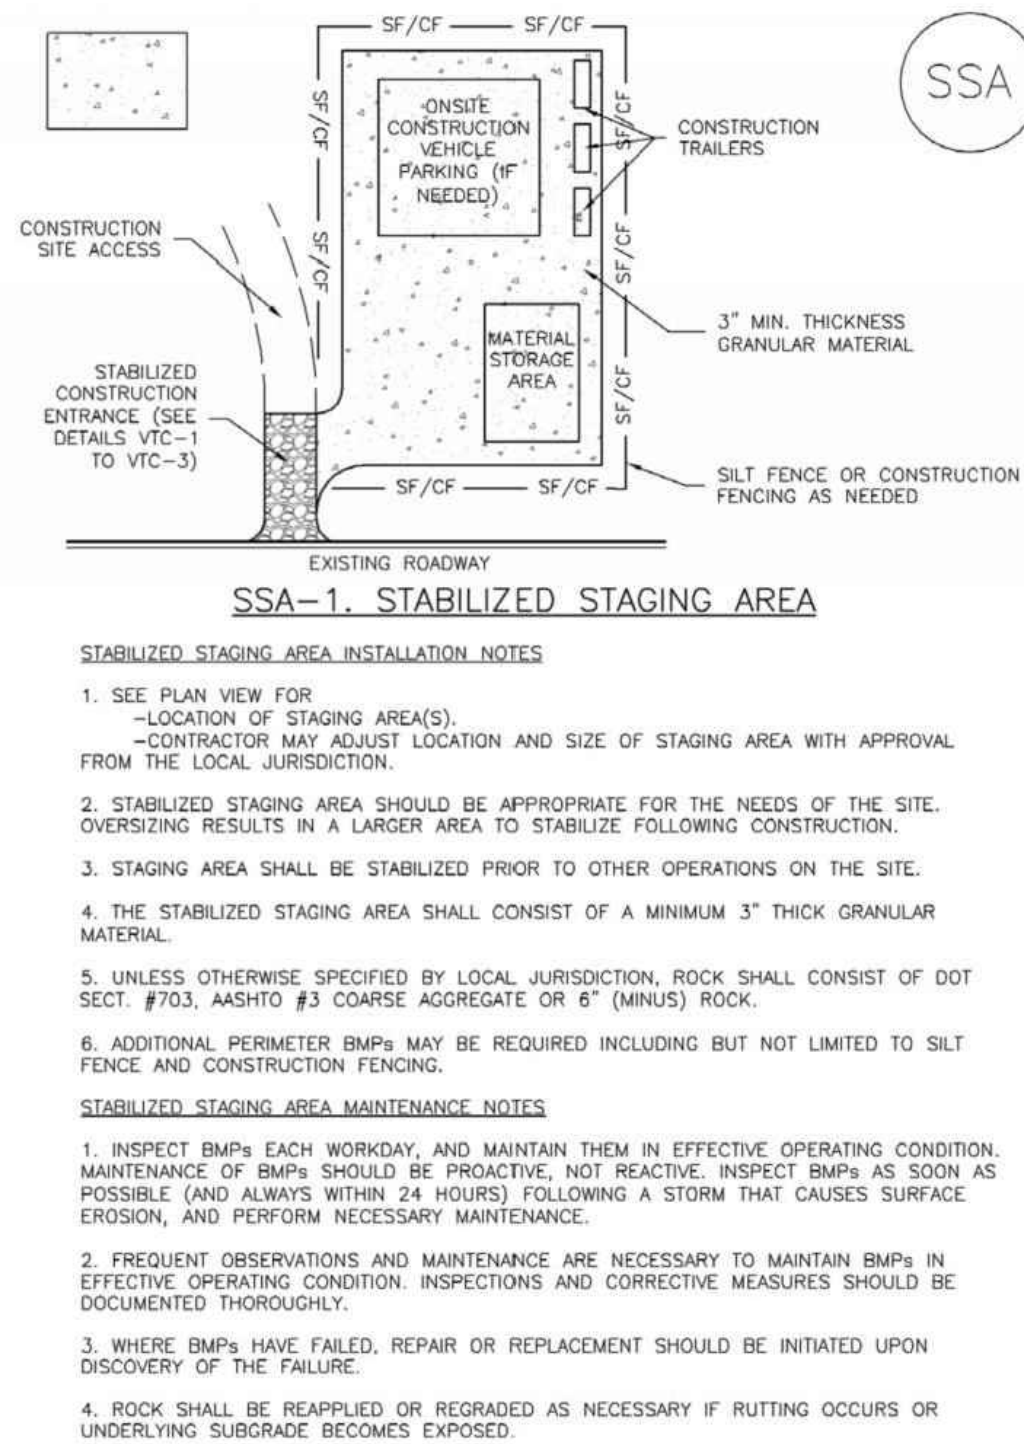 SF/CF SF/CF
SSA
SF/CF
SF/CF
ONSITE
CONSTRUCTION
VEHICLE
PARKING (IF
NEEDED)
SF/CF
CONSTRUCTION
TRAILERS
CONSTRUCTION
SITE ACCESS
SF/CF
SF/CF
3" MIN. THICKNESS
GRANULAR MATERIAL
MATERIAL
STORAGE
AREA
STABILIZED
CONSTRUCTION
ENTRANCE (SEE
DETAILS VTC-1
TO VTC-3)
SF/CF SF/CF
SILT FENCE OR CONSTRUCTION
FENCING AS NEEDED
EXISTING ROADWAY
SSA-1. STABILIZED STAGING AREA
STABILIZED STAGING AREA INSTALLATION NOTES
1. SEE PLAN VIEW FOR
-LOCATION OF STAGING AREA(S).
-CONTRACTOR MAY ADJUST LOCATION AND SIZE OF STAGING AREA WITH APPROVAL
FROM THE LOCAL JURISDICTION.
2. STABILIZED STAGING AREA SHOULD BE APPROPRIATE FOR THE NEEDS OF THE SITE.
OVERSIZING RESULTS IN A LARGER AREA TO STABILIZE FOLLOWING CONSTRUCTION.
3. STAGING AREA SHALL BE STABILIZED PRIOR TO OTHER OPERATIONS ON THE SITE.
4. THE STABILIZED STAGING AREA SHALL CONSIST OF A MINIMUM 3" THICK GRANULAR
MATERIAL.
5. UNLESS OTHERWISE SPECIFIED BY LOCAL JURISDICTION, ROCK SHALL CONSIST OF DOT
SECT. #703, AASHTO #3 COARSE AGGREGATE OR 6" (MINUS) ROCK.
6. ADDITIONAL PERIMETER BMPs MAY BE REQUIRED INCLUDING BUT NOT LIMITED TO SILT
FENCE AND CONSTRUCTION FENCING.
STABILIZED STAGING AREA MAINTENANCE NOTES
1. INSPECT BMPs EACH WORKDAY, AND MAINTAIN THEM IN EFFECTIVE OPERATING CONDITION.
MAINTENANCE OF BMPs SHOULD BE PROACTIVE, NOT REACTIVE. INSPECT BMPs AS SOON AS
POSSIBLE (AND ALWAYS WITHIN 24 HOURS) FOLLOWING A STORM THAT CAUSES SURFACE
EROSION, AND PERFORM NECESSARY MAINTENANCE.
2. FREQUENT OBSERVATIONS AND MAINTENANCE ARE NECESSARY TO MAINTAIN BMPs IN
EFFECTIVE OPERATING CONDITION. INSPECTIONS AND CORRECTIVE MEASURES SHOULD BE
DOCUMENTED THOROUGHLY.
3. WHERE BMPs HAVE FAILED, REPAIR OR REPLACEMENT SHOULD BE INITIATED UPON
DISCOVERY OF THE FAILURE.
4. ROCK SHALL BE REAPPLIED OR REGRADED AS NECESSARY IF RUTTING OCCURS OR
UNDERLYING SUBGRADE BECOMES EXPOSED.